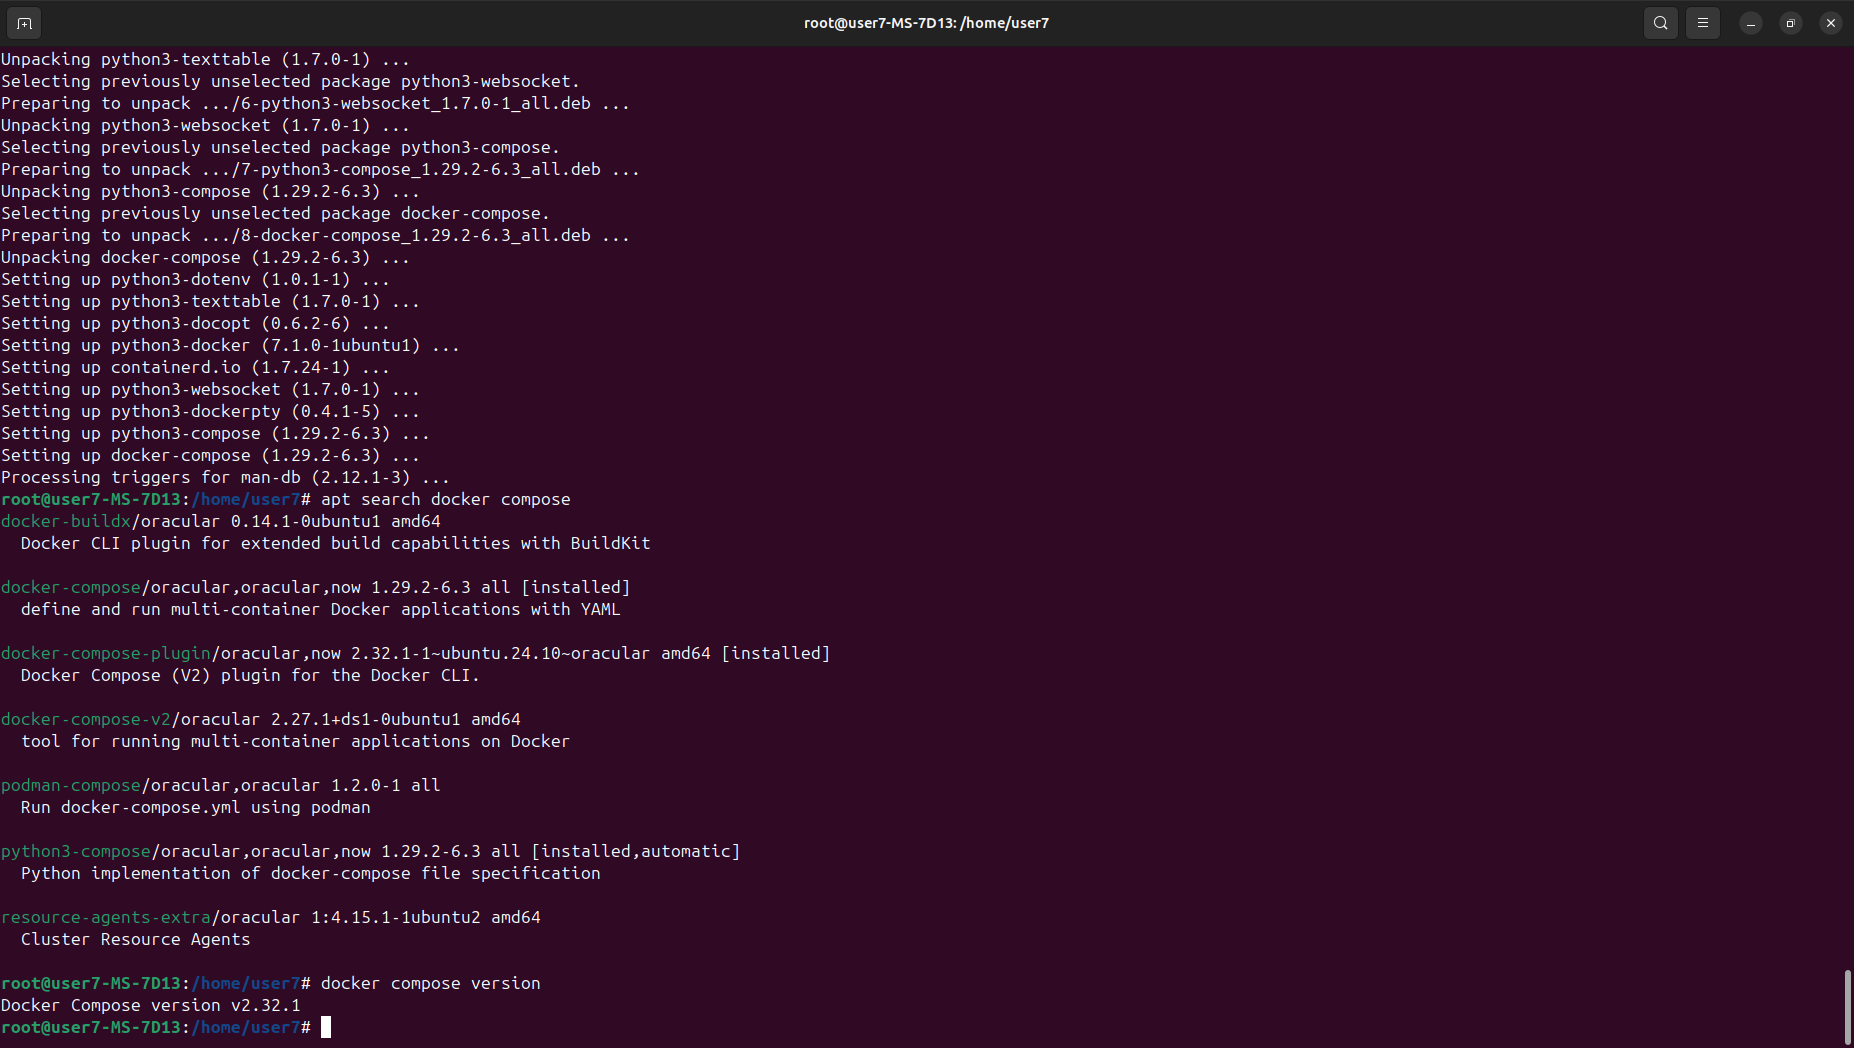 root@user7-MS-7D13: /home/user7
Unpacking python3-texttable (1.7.0-1) ...
Selecting previously unselected package python3-websocket.
Preparing to unpack .../6-python3-websocket_1.7.0-1_all.deb ...
Unpacking python3-websocket (1.7.0-1) ...
Selecting previously unselected package python3-compose.
Preparing to unpack .../7-python3-compose_1.29.2-6.3_all.deb ...
Unpacking python3-compose (1.29.2-6.3) ...
Selecting previously unselected package docker-compose.
Preparing to unpack .../8-docker-compose_1.29.2-6.3_all.deb ...
Unpacking docker-compose (1.29.2-6.3) ...
Setting up python3-dotenv (1.0.1-1) ...
Setting up python3-texttable (1.7.0-1) ...
Setting up python3-docopt (0.6.2-6) ...
Setting up python3-docker (7.1.0-1ubuntu1) ...
Setting up containerd.io (1.7.24-1) ...
Setting up python3-websocket (1.7.0-1) ...
Setting up python3-dockerpty (0.4.1-5) ...
Setting up python3-compose (1.29.2-6.3) ...
Setting up docker-compose (1.29.2-6.3) ...
Processing triggers for man-db (2.12.1-3) ...
root@user7-MS-7D13:/home/user7# apt search docker compose
docker-buildx/oracular 0.14.1-0ubuntu1 amd64
  Docker CLI plugin for extended build capabilities with BuildKit

docker-compose/oracular,oracular,now 1.29.2-6.3 all [installed]
  define and run multi-container Docker applications with YAML

docker-compose-plugin/oracular,now 2.32.1-1~ubuntu.24.10~oracular amd64 [installed]
  Docker Compose (V2) plugin for the Docker CLI.

docker-compose-v2/oracular 2.27.1+ds1-0ubuntu1 amd64
  tool for running multi-container applications on Docker

podman-compose/oracular,oracular 1.2.0-1 all
  Run docker-compose.yml using podman

python3-compose/oracular,oracular,now 1.29.2-6.3 all [installed,automatic]
  Python implementation of docker-compose file specification

resource-agents-extra/oracular 1:4.15.1-1ubuntu2 amd64
  Cluster Resource Agents

root@user7-MS-7D13:/home/user7# docker compose version
Docker Compose version v2.32.1
root@user7-MS-7D13:/home/user7#